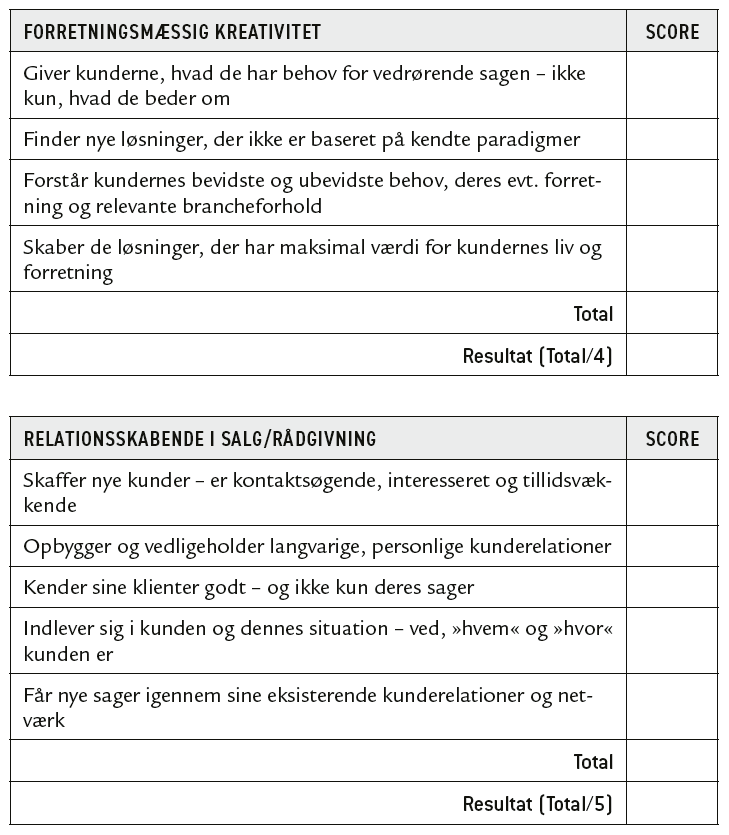 FORRETNINGSMÆSSIG KREATIVITET SCORE
Giver kunderne, hvad de har behov for vedrørende sagen – ikke
kun, hvad de beder om
Finder nye løsninger, der ikke er baseret på kendte paradigmer
Forstår kundernes bevidste og ubevidste behov, deres evt. forret-
ning og relevante brancheforhold
Skaber de løsninger, der har maksimal værdi for kundernes liv og
forretning
Total
Resultat (Total/4)
RELATIONSSKABENDE I SALG/RÅDGIVNING SCORE
Skaffer nye kunder – er kontaktsøgende, interesseret og tillidsvæk-
kende
Opbygger og vedligeholder langvarige, personlige kunderelationer
Kender sine klienter godt – og ikke kun deres sager
Indlever sig i kunden og dennes situation – ved, »hvem« og »hvor«
kunden er
Får nye sager igennem sine eksisterende kunderelationer og net-
værk
Total
Resultat (Total/5)